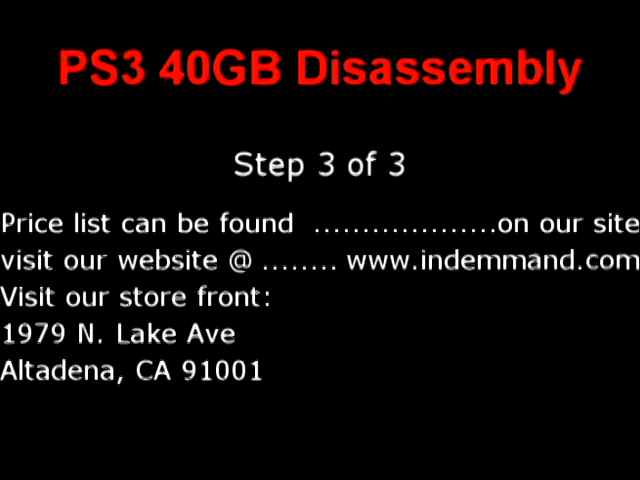 PS3 40GB Disassembly
Step 3 of 3
Price list can be found ...................on our site
visit our website @ ........ www.indemmand.com
Visit our store front:
1979 N. Lake Ave
Altadena, CA 91001